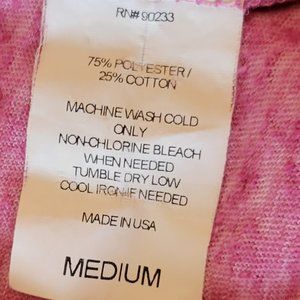 RN# 90233
75% POLYESTER /
25% COTTON
MACHINE WASH COLD
ONLY
NON-CHLORINE BLEACH
WHEN NEEDED
TUMBLE DRY LOW
COOL IRON IF NEEDED
MADE IN USA
MEDIUM